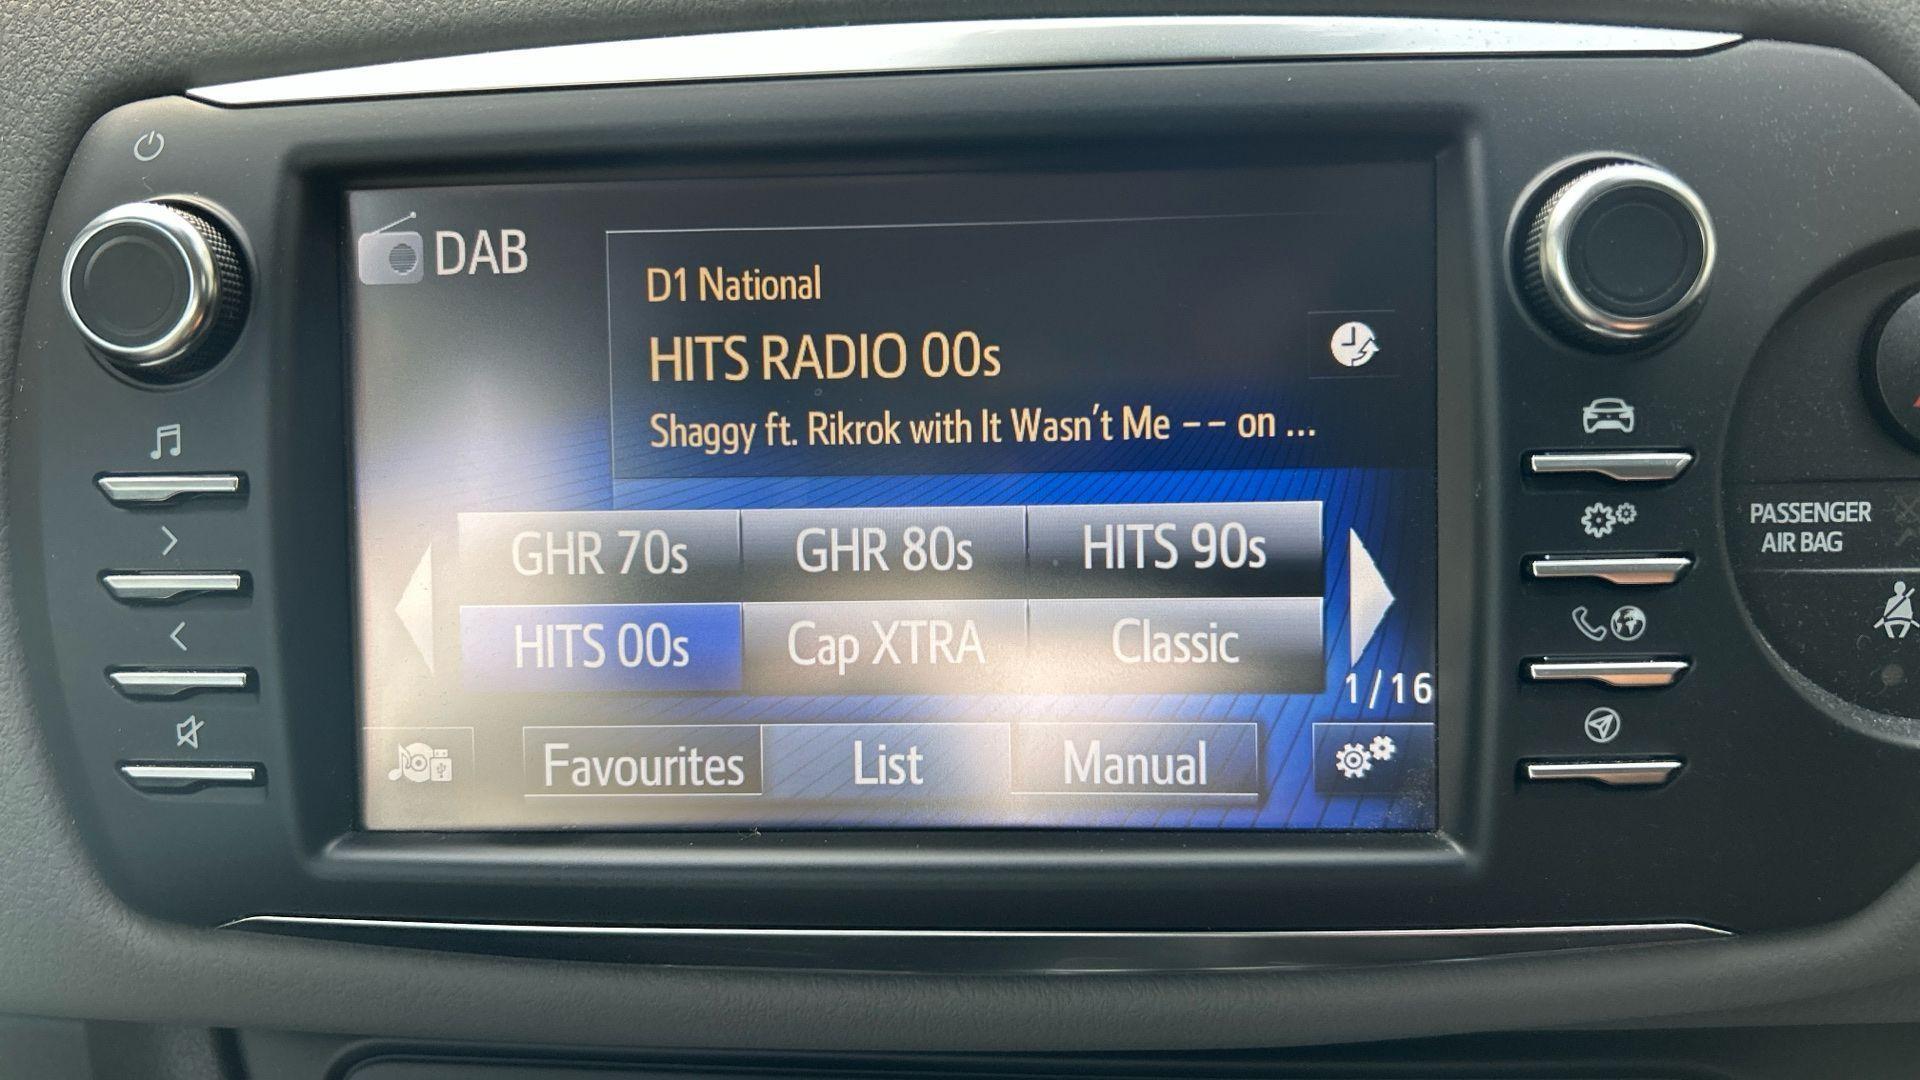 DAB
D1 National
HITS RADIO 00s
Shaggy ft. Rikrok with It Wasn't Me -- on ...
GHR 70s
GHR 80s
HITS 90s
HITS 00s
Cap XTRA
Classic
1/16
Favourites
List
Manual
PASSENGER
AIR BAG